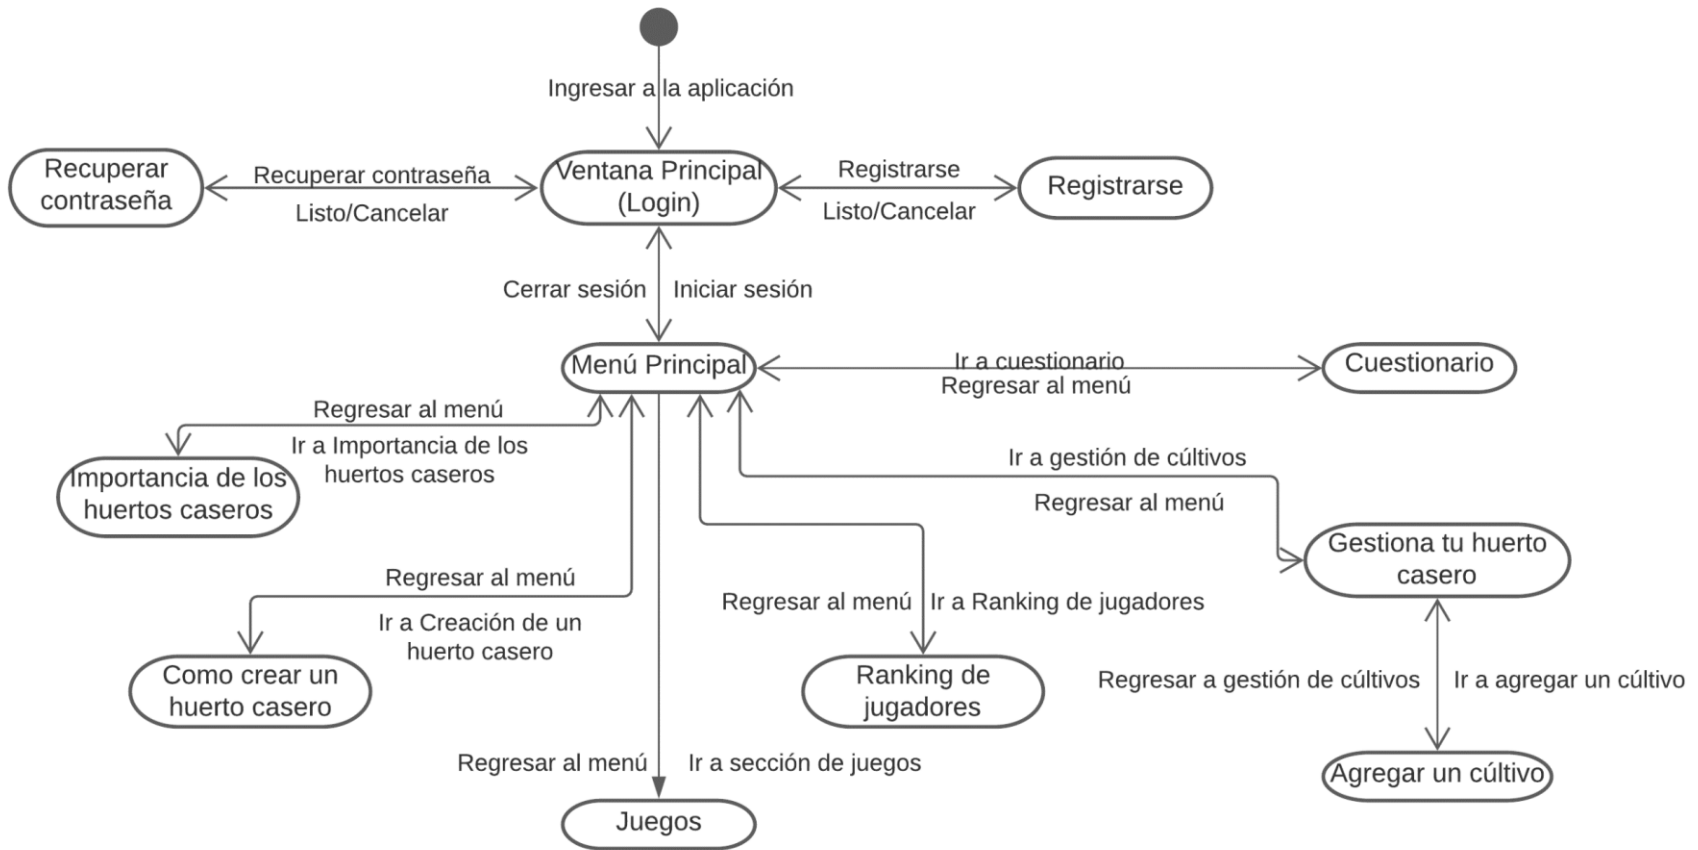 Ingresar a la aplicación
Recuperar
contraseña
Recuperar contraseña
Listo/Cancelar
Ventana Principal
(Login)
Registrarse
Listo/Cancelar
Registrarse
Cerrar sesión
Iniciar sesión
Menú Principal
Ir a cuestionario
Regresar al menú
Cuestionario
Regresar al menú
Ir a Importancia de los
huertos caseros
Importancia de los
huertos caseros
Ir a gestión de cúltivos
Regresar al menú
Gestiona tu huerto
casero
Regresar al menú
Ir a Creación de un
huerto casero
Como crear un
huerto casero
Regresar al menú
Ir a Ranking de jugadores
Ranking de
jugadores
Regresar a gestión de cúltivos
Ir a agregar un cúltivo
Agregar un cúltivo
Regresar al menú
Ir a sección de juegos
Juegos